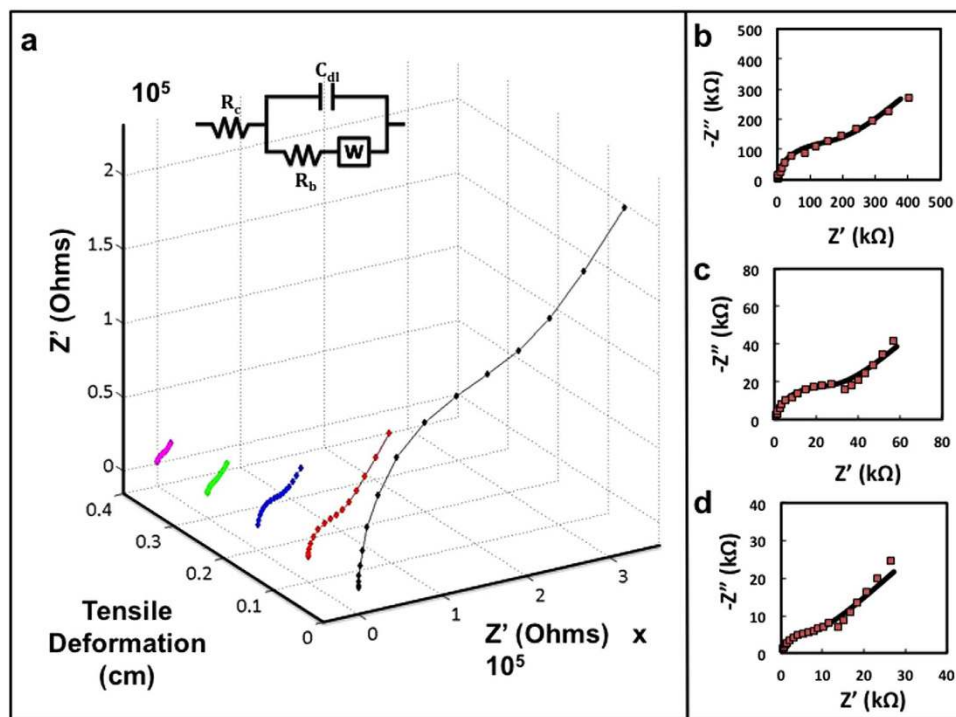 a
10⁵
C_dl
R_c
R_b
W
2
1.5
1
0.5
0
Z' (Ohms)
0.4
0.3
0.2
0.1
0
Tensile
Deformation
(cm)
0
1
2
3
Z' (Ohms) x
10⁵
b
500
400
300
200
100
0
-Z″ (kΩ)
0 100 200 300 400 500
Z' (kΩ)
c
80
60
40
20
0
-Z″ (kΩ)
0 20 40 60 80
Z' (kΩ)
d
40
30
20
10
0
-Z″ (kΩ)
0 10 20 30 40
Z' (kΩ)